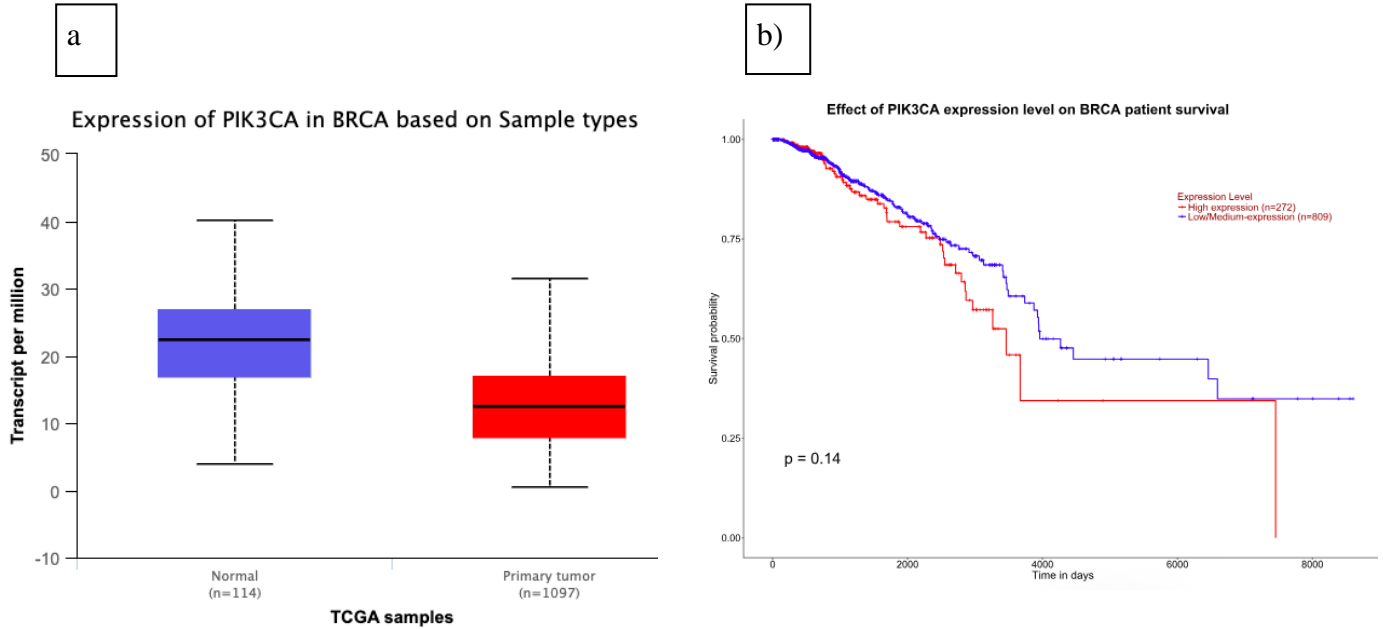 a
Expression of PIK3CA in BRCA based on Sample types
Transcript per million
50
40
30
20
10
0
-10
Normal
(n=114)
Primary tumor
(n=1097)
TCGA samples
b)
Effect of PIK3CA expression level on BRCA patient survival
Survival probability
1.00
0.75
0.50
0.25
0.00
Expression Level
High expression (n=272)
Low/Medium-expression (n=809)
p = 0.14
0
2000
4000
6000
8000
Time in days